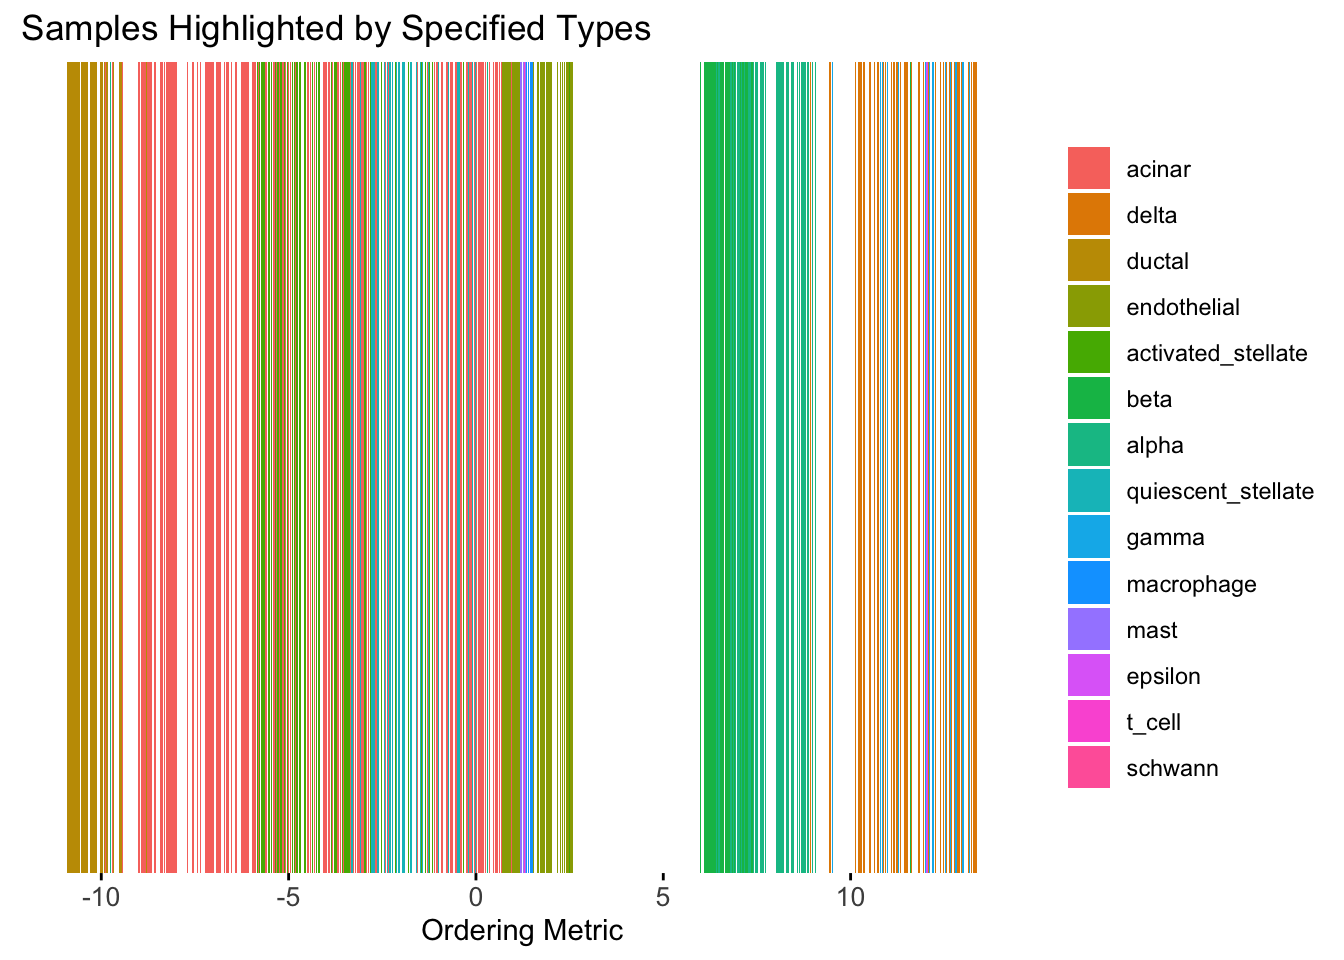 Samples Highlighted by Specified Types
acinar
delta
ductal
endothelial
activated_stellate
beta
alpha
quiescent_stellate
gamma
macrophage
mast
epsilon
t_cell
schwann
-10 -5 0 5 10
Ordering Metric